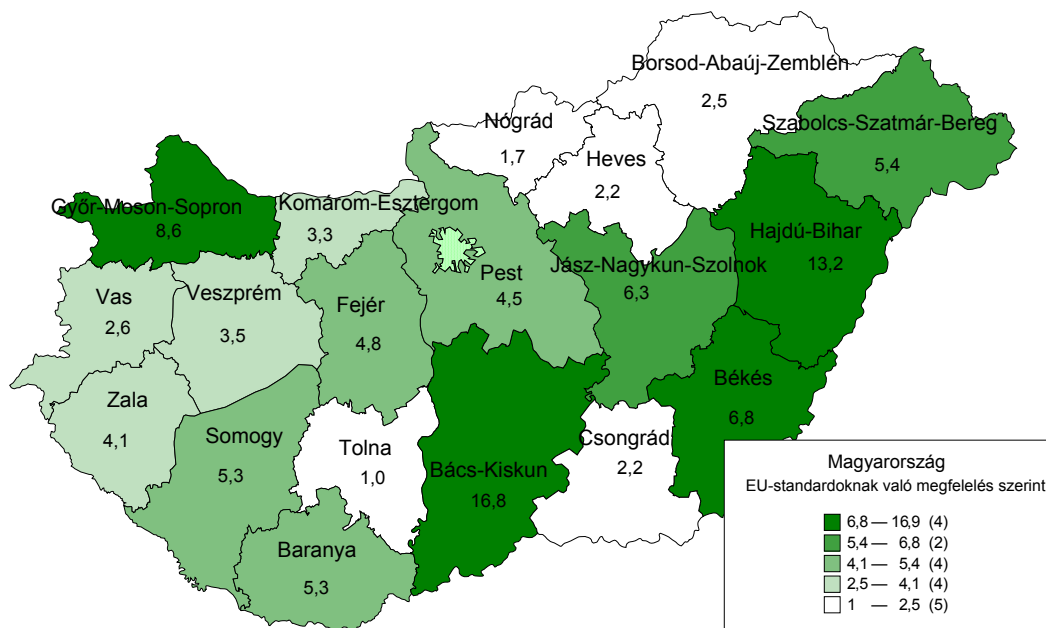 Borsod-Abaúj-Zemblén
2,5
Nógrád
1,7
Szabolcs-Szatmár-Bereg
5,4
Heves
2,2
Győr-Moson-Sopron
8,6
Komárom-Esztergom
3,3
Hajdú-Bihar
13,2
Pest
4,5
Jász-Nagykun-Szolnok
6,3
Vas
2,6
Veszprém
3,5
Fejér
4,8
Békés
6,8
Zala
4,1
Somogy
5,3
Tolna
1,0
Csongrád
2,2
Bács-Kiskun
16,8
Baranya
5,3
Magyarország
EU-standardoknak való megfelelés szerint
6,8 — 16,9 (4)
5,4 — 6,8 (2)
4,1 — 5,4 (4)
2,5 — 4,1 (4)
1 — 2,5 (5)